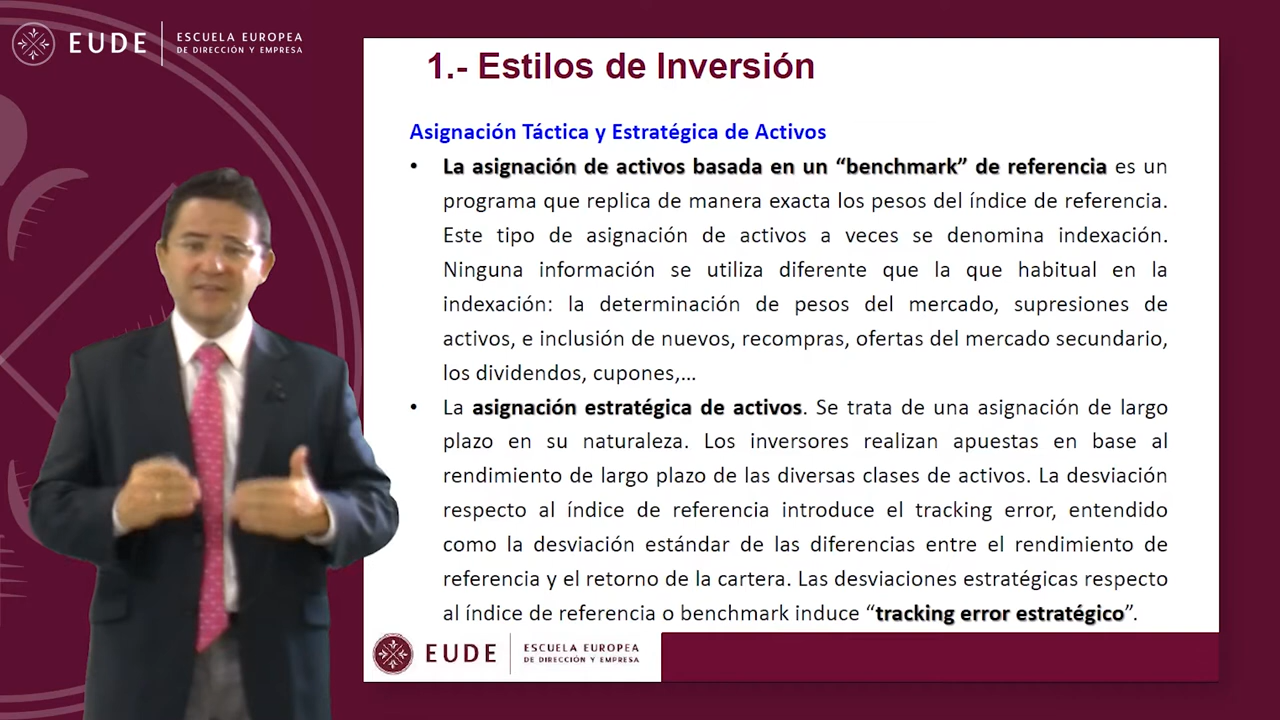 EUDE
ESCUELA EUROPEA
DE DIRECCIÓN Y EMPRESA
1.- Estilos de Inversión
Asignación Táctica y Estratégica de Activos
• La asignación de activos basada en un “benchmark” de referencia es un
programa que replica de manera exacta los pesos del índice de referencia.
Este tipo de asignación de activos a veces se denomina indexación.
Ninguna información se utiliza diferente que la que habitual en la
indexación: la determinación de pesos del mercado, supresiones de
activos, e inclusión de nuevos, recompras, ofertas del mercado secundario,
los dividendos, cupones,...
• La asignación estratégica de activos. Se trata de una asignación de largo
plazo en su naturaleza. Los inversores realizan apuestas en base al
rendimiento de largo plazo de las diversas clases de activos. La desviación
respecto al índice de referencia introduce el tracking error, entendido
como la desviación estándar de las diferencias entre el rendimiento de
referencia y el retorno de la cartera. Las desviaciones estratégicas respecto
al índice de referencia o benchmark induce “tracking error estratégico”.
EUDE
ESCUELA EUROPEA
DE DIRECCIÓN Y EMPRESA